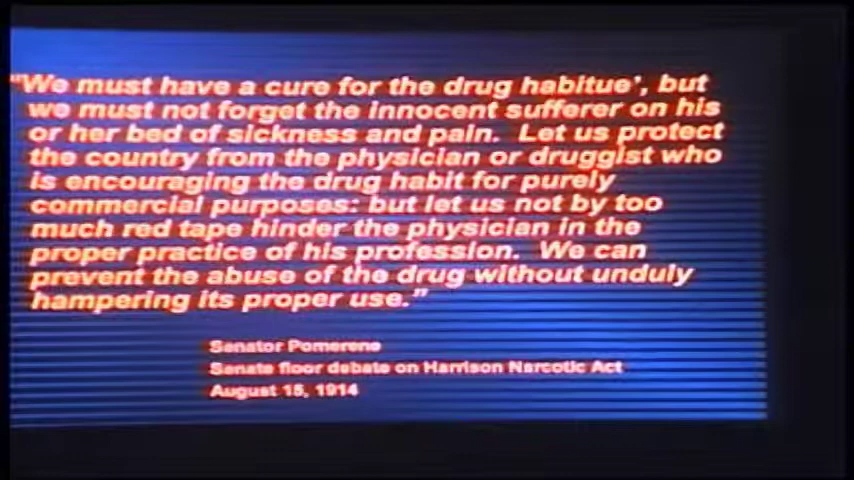 "We must have a cure for the drug habitue', but
we must not forget the innocent sufferer on his
or her bed of sickness and pain. Let us protect
the country from the physician or druggist who
is encouraging the drug habit for purely
commercial purposes: but let us not by too
much red tape hinder the physician in the
proper practice of his profession. We can
prevent the abuse of the drug without unduly
hampering its proper use."
Senator Pomerene
Senate floor debate on Harrison Narcotic Act
August 15, 1914